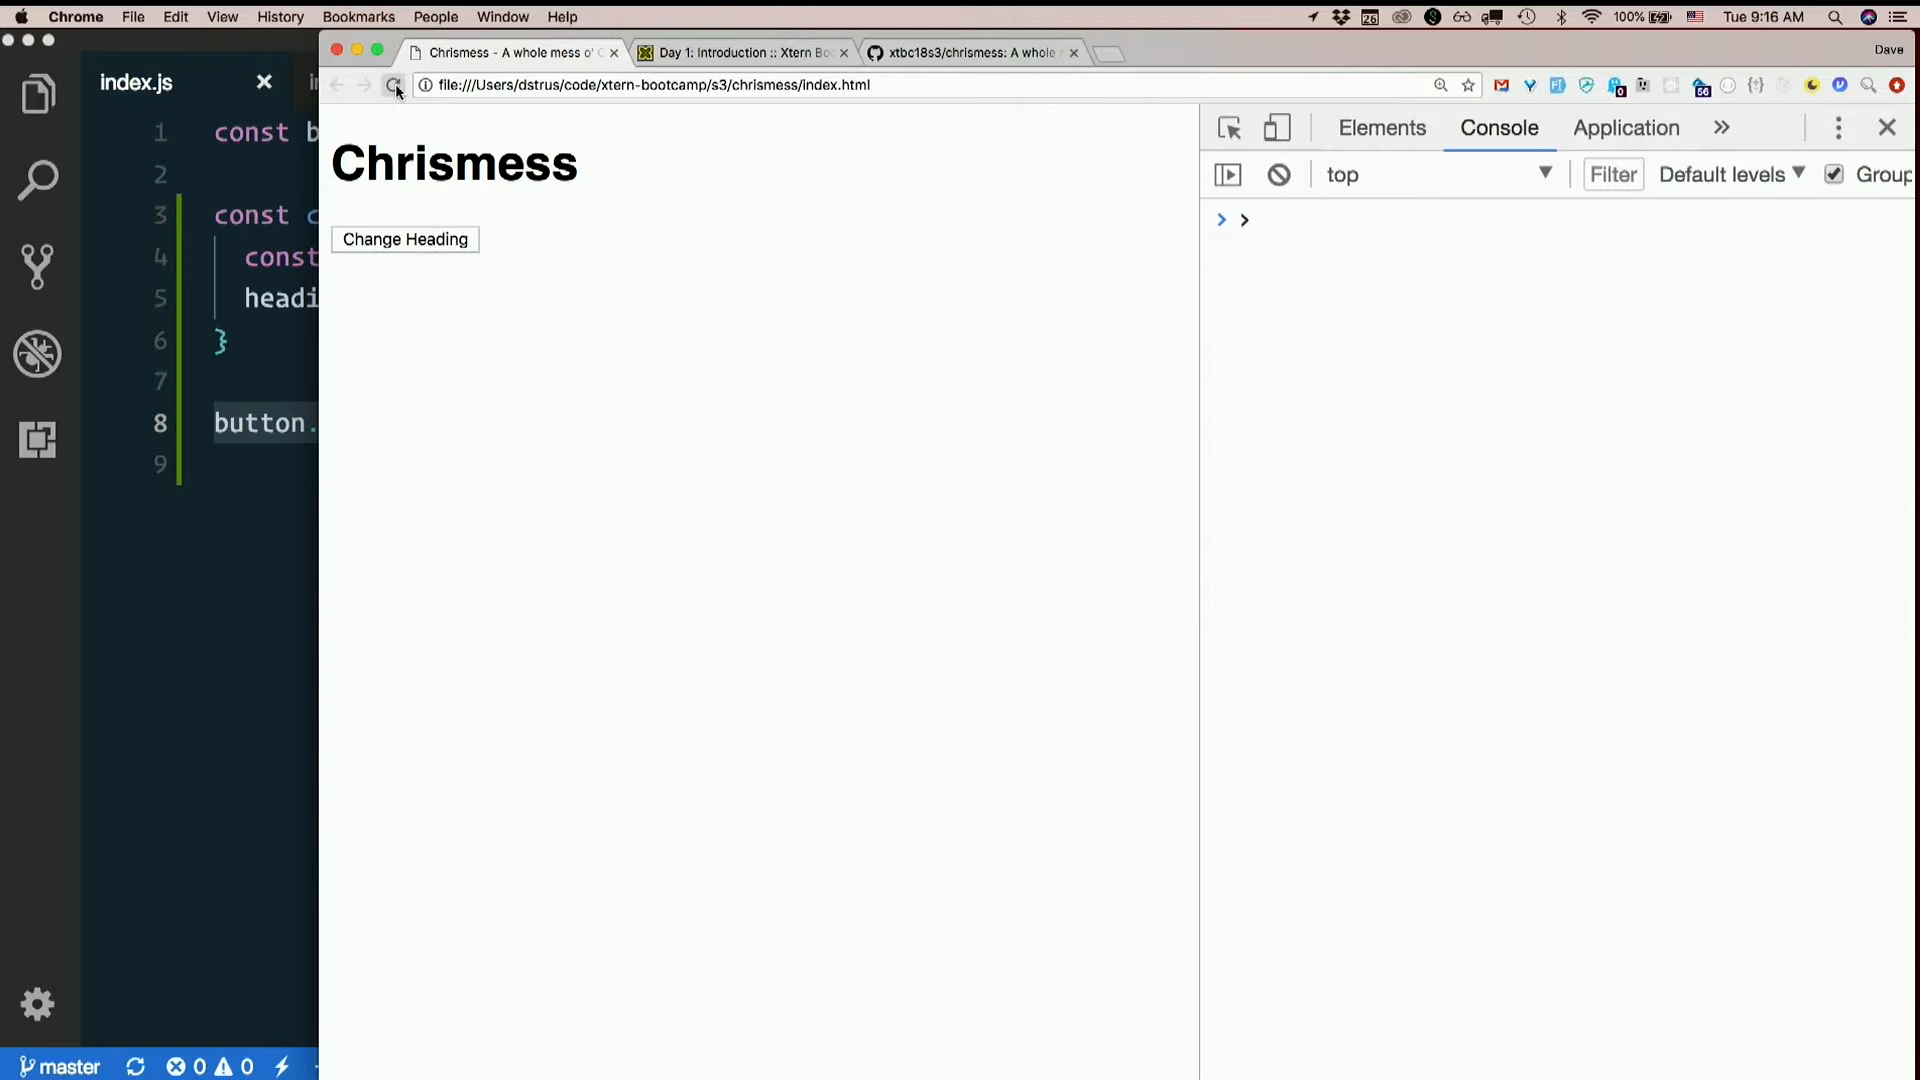 Chrome File Edit View History Bookmarks People Window Help 26 100% Tue 9:16 AM
Chrismess - A whole mess o' Day 1: Introduction :: Xtern Bo xtbc18s3/chrismess: A whole Dave
file:///Users/dstrus/code/xtern-bootcamp/s3/chrismess/index.html 0 56
index.js
1 const b
2
3 const c
4 const
5 headi
6 }
7
8 button.
9
master 0 0
Chrismess
Change Heading
Elements Console Application »
top Filter Default levels Group
> >